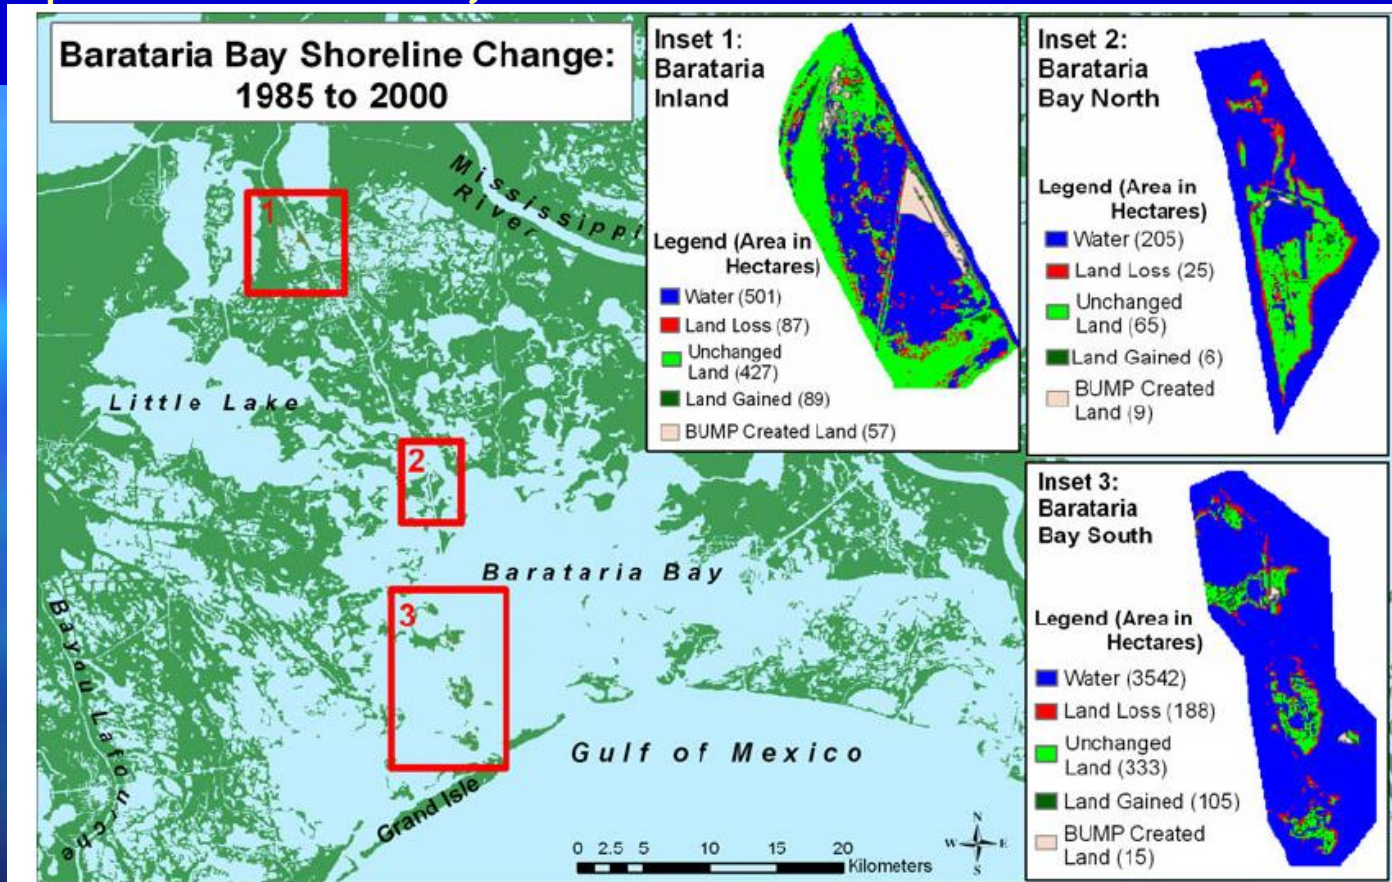 Barataria Bay Shoreline Change:
1985 to 2000
Inset 1:
Barataria
Inland
Legend (Area in
Hectares)
Water (501)
Land Loss (87)
Unchanged
Land (427)
Land Gained (89)
BUMP Created Land (57)
Inset 2:
Barataria
Bay North
Legend (Area in
Hectares)
Water (205)
Land Loss (25)
Unchanged
Land (65)
Land Gained (6)
BUMP Created
Land (9)
Inset 3:
Barataria
Bay South
Legend (Area in
Hectares)
Water (3542)
Land Loss (188)
Unchanged
Land (333)
Land Gained (105)
BUMP Created
Land (15)
Mississippi
River
1
Little Lake
2
Barataria Bay
3
Bayou Lafourche
Gulf of Mexico
Grand Isle
N
W E
S
0 2.5 5 10 15 20
Kilometers